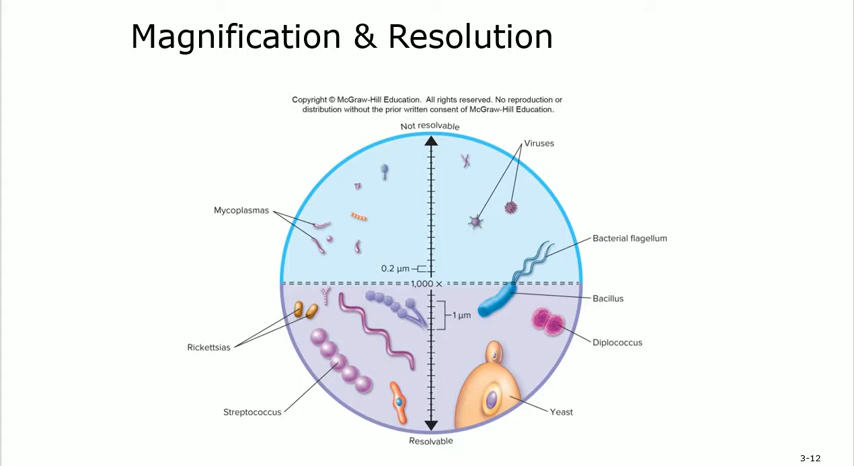 Magnification & Resolution
Copyright © McGraw-Hill Education. All rights reserved. No reproduction or
distribution without the prior written consent of McGraw-Hill Education.
Not resolvable
Viruses
Mycoplasmas
Bacterial flagellum
0.2 µm
1,000 ×
Bacillus
1 µm
Diplococcus
Rickettsias
Streptococcus
Yeast
Resolvable
3-12